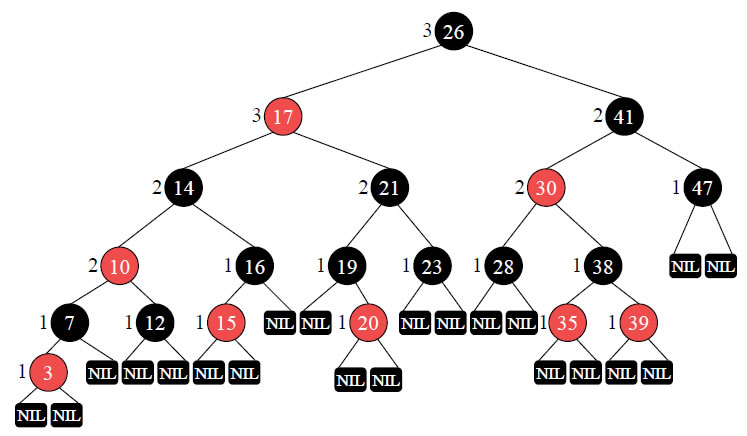 3 26
3 17 2 41
2 14 2 21 2 30 1 47
2 10 1 16 1 19 1 23 1 28 1 38 NIL NIL
1 7 1 12 1 15 NIL NIL 1 20 NIL NIL NIL NIL 1 35 1 39
1 3 NIL NIL NIL NIL NIL NIL NIL NIL NIL NIL NIL
NIL NIL